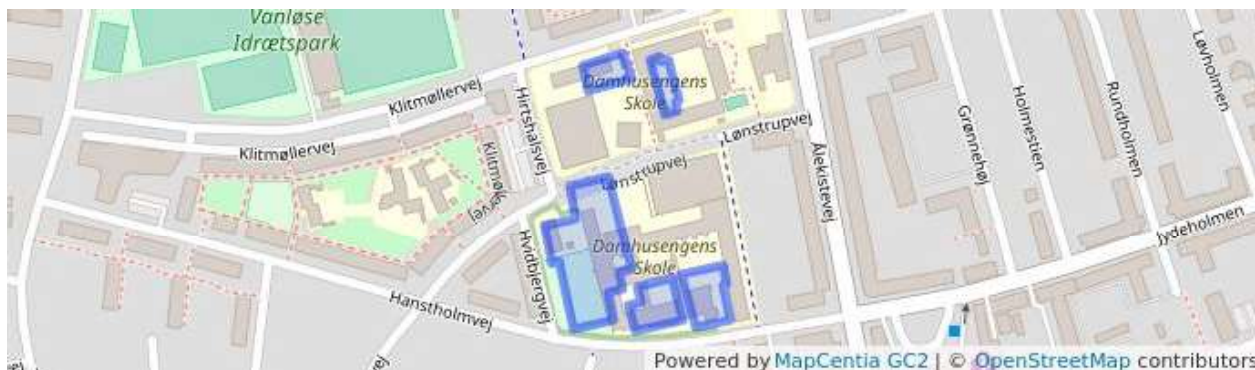 Vanløse
Idrætspark
Klitmøllervej
Klitmøllervej
Klitmøllervej
Hirtshalsvej
Damhusengens
Skole
Lønstrupvej
Lønstrupvej
Ålekistevej
Grønnehøj
Holmestien
Rundholmen
Løvholmen
Jydeholmen
Hvidbjergvej
Damhusengens
Skole
Hanstholmvej
Powered by MapCentia GC2 | © OpenStreetMap contributors